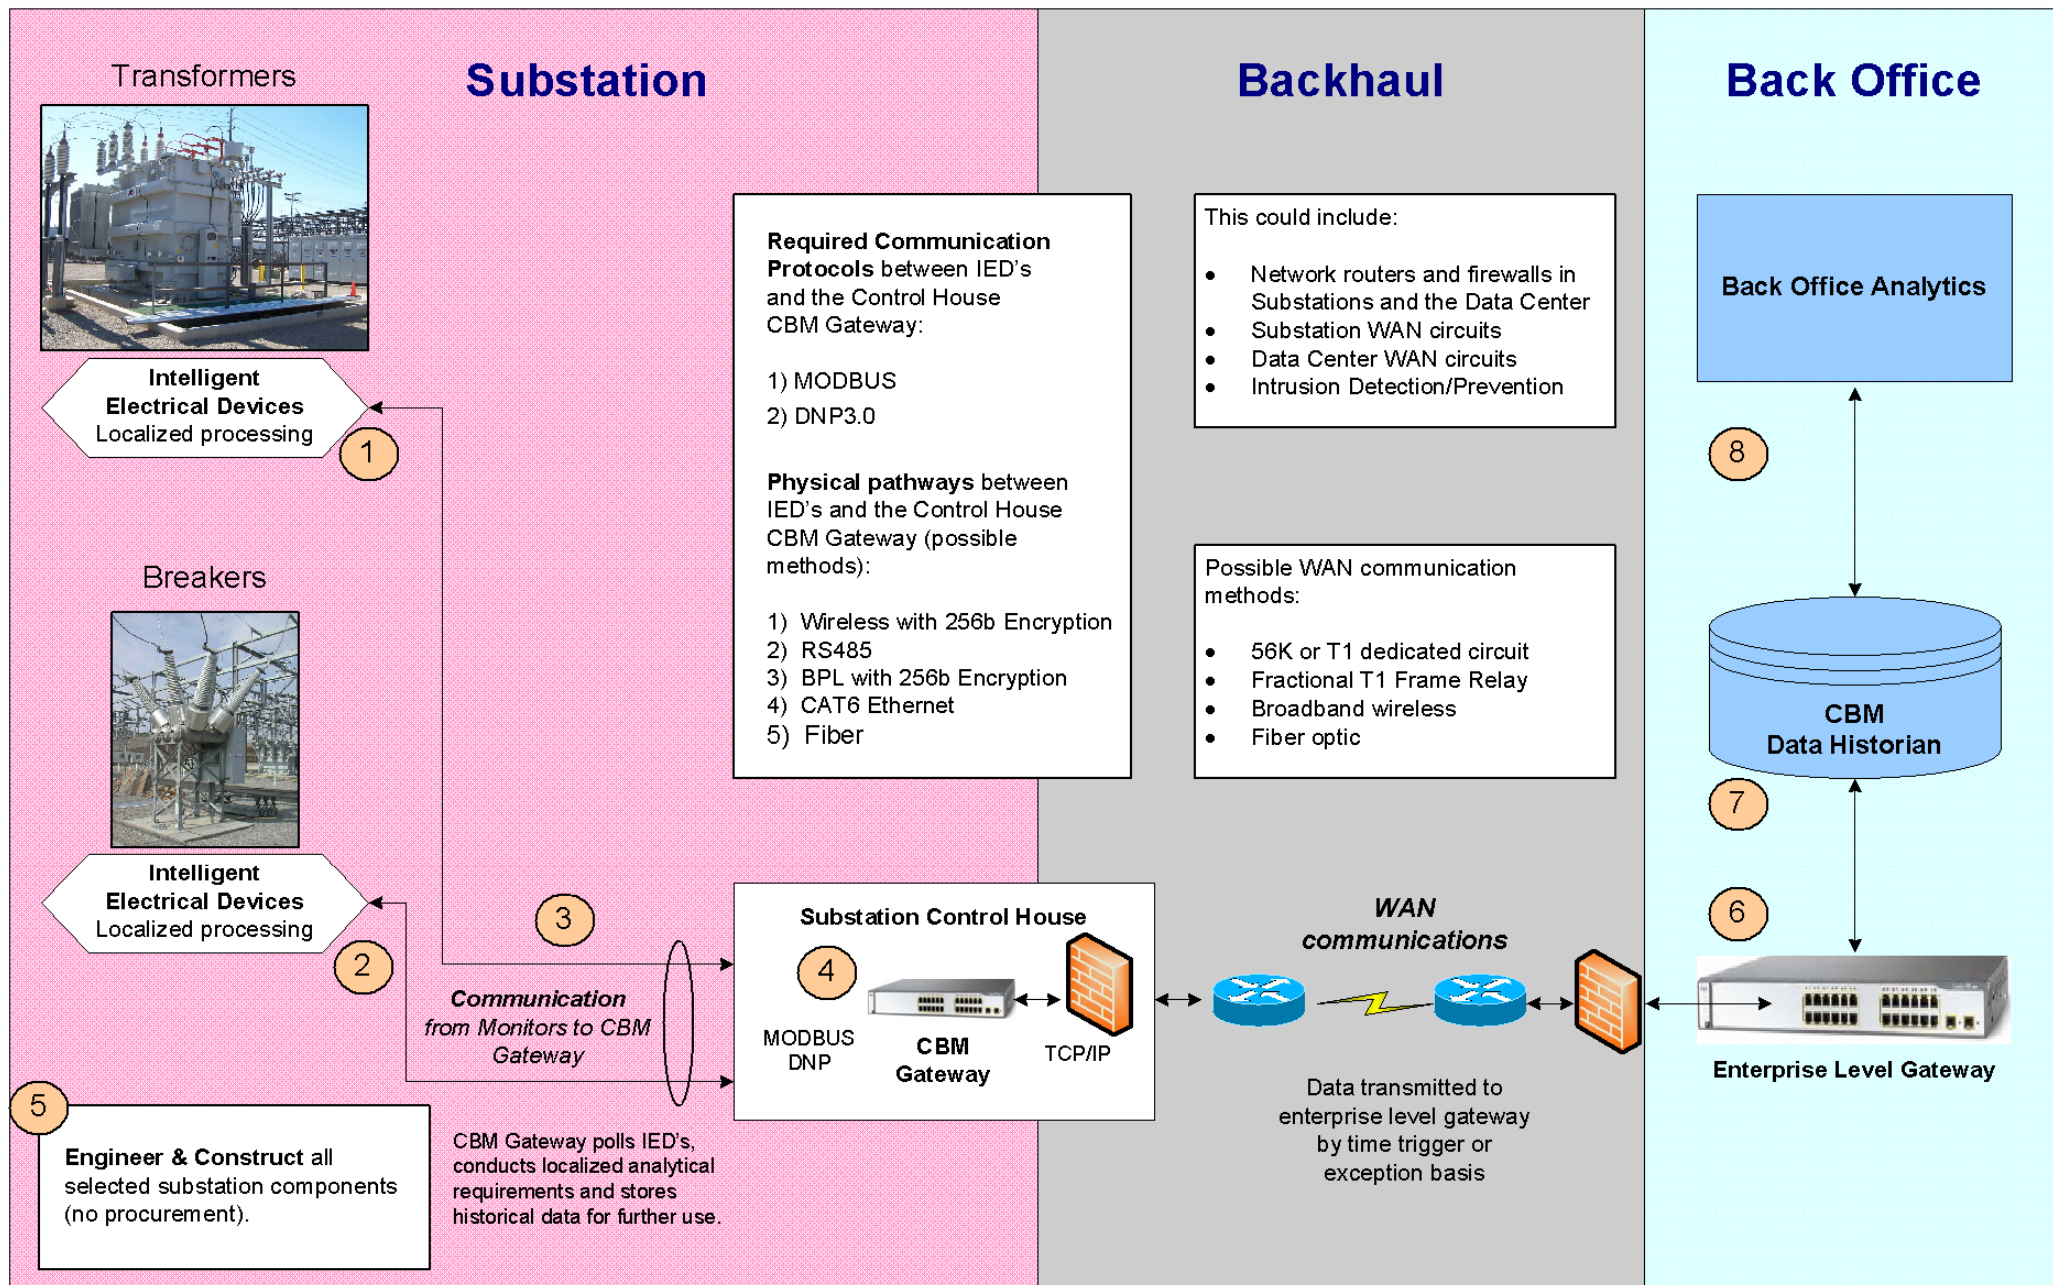 Substation
Backhaul
Back Office
Transformers
Intelligent
Electrical Devices
Localized processing
1
Breakers
Intelligent
Electrical Devices
Localized processing
2
3
Communication
from Monitors to CBM
Gateway
5
Engineer & Construct all
selected substation components
(no procurement).
CBM Gateway polls IED's,
conducts localized analytical
requirements and stores
historical data for further use.
Required Communication
Protocols between IED's
and the Control House
CBM Gateway:
1) MODBUS
2) DNP3.0
Physical pathways between
IED's and the Control House
CBM Gateway (possible
methods):
1) Wireless with 256b Encryption
2) RS485
3) BPL with 256b Encryption
4) CAT6 Ethernet
5) Fiber
Substation Control House
4
MODBUS
DNP
CBM
Gateway
TCP/IP
This could include:
• Network routers and firewalls in
Substations and the Data Center
• Substation WAN circuits
• Data Center WAN circuits
• Intrusion Detection/Prevention
Possible WAN communication
methods:
• 56K or T1 dedicated circuit
• Fractional T1 Frame Relay
• Broadband wireless
• Fiber optic
WAN
communications
Data transmitted to
enterprise level gateway
by time trigger or
exception basis
Back Office Analytics
8
CBM
Data Historian
7
6
Enterprise Level Gateway